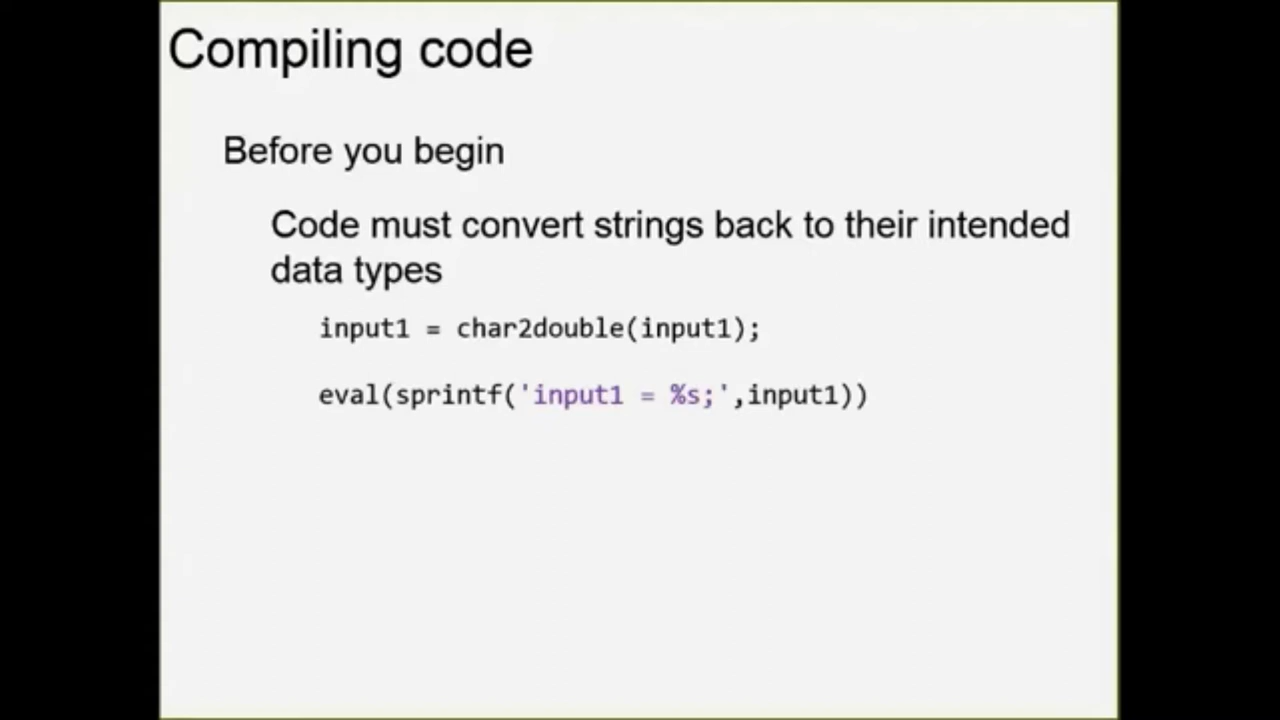 Compiling code
Before you begin
Code must convert strings back to their intended
data types
input1 = char2double(input1);
eval(sprintf('input1 = %s;',input1))